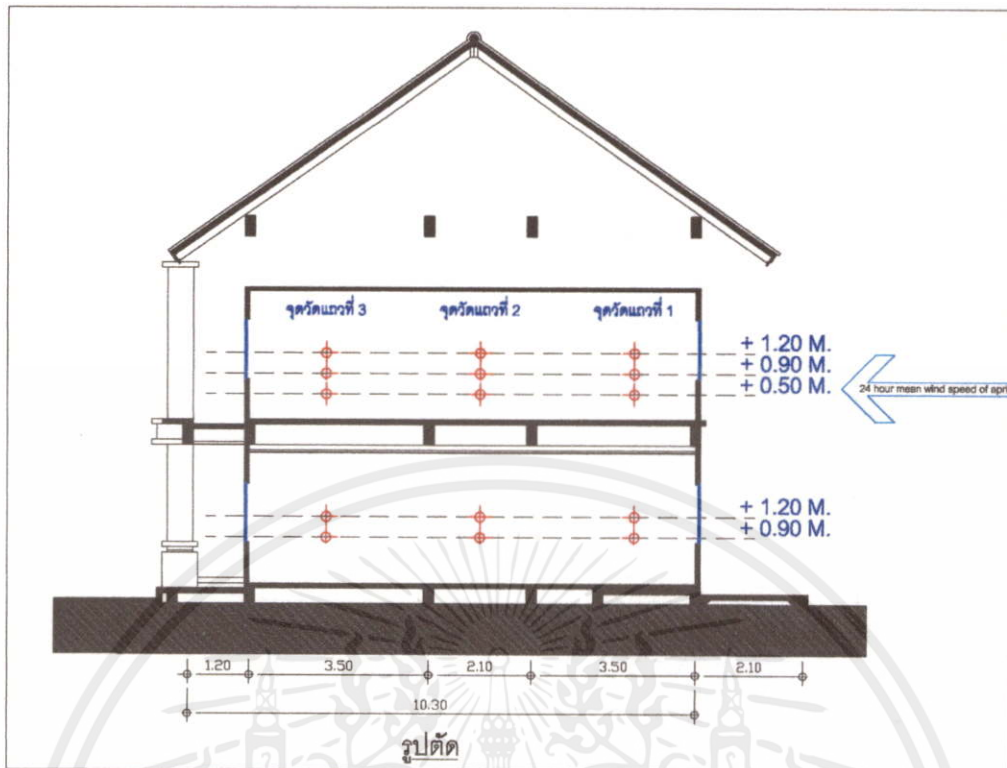 จุดวัดแถวที่ 3 จุดวัดแถวที่ 2 จุดวัดแถวที่ 1
+ 1.20 M.
+ 0.90 M.
+ 0.50 M.
24 hour mean wind speed of
+ 1.20 M.
+ 0.90 M.
1.20 3.50 2.10 3.50 2.10
10.30
รูปตัด